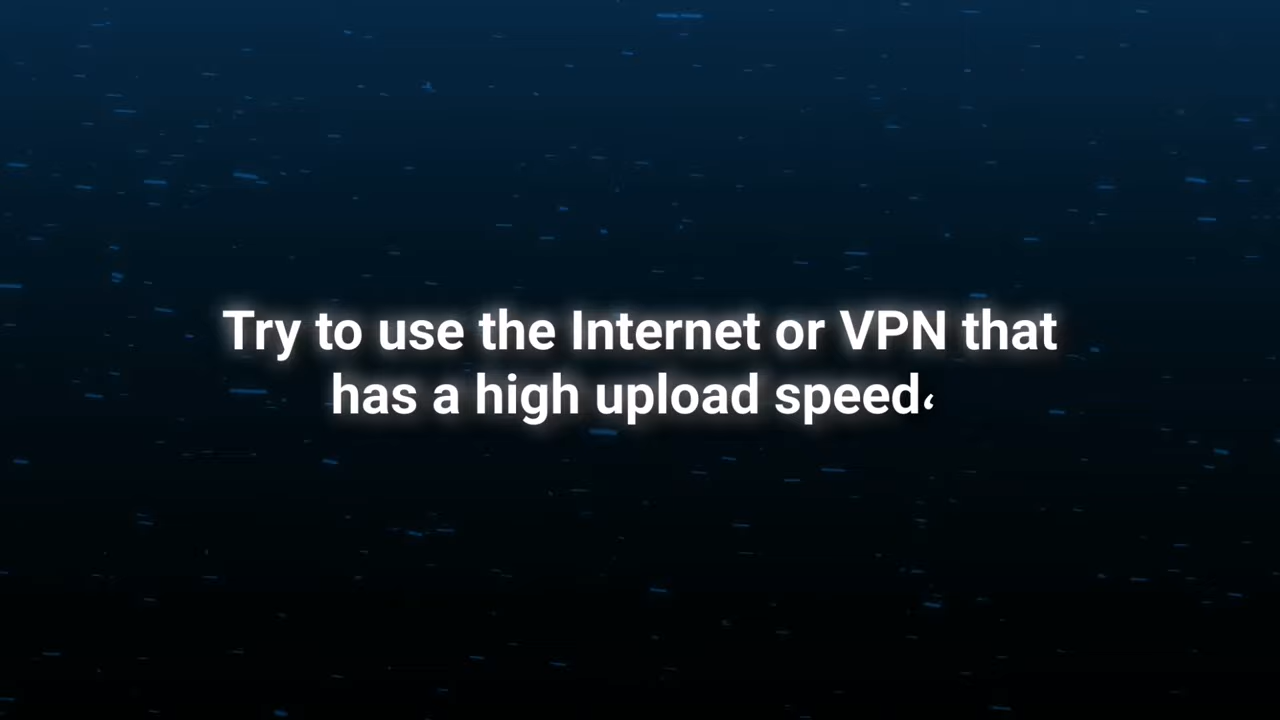 Try to use the Internet or VPN that
has a high upload speed،